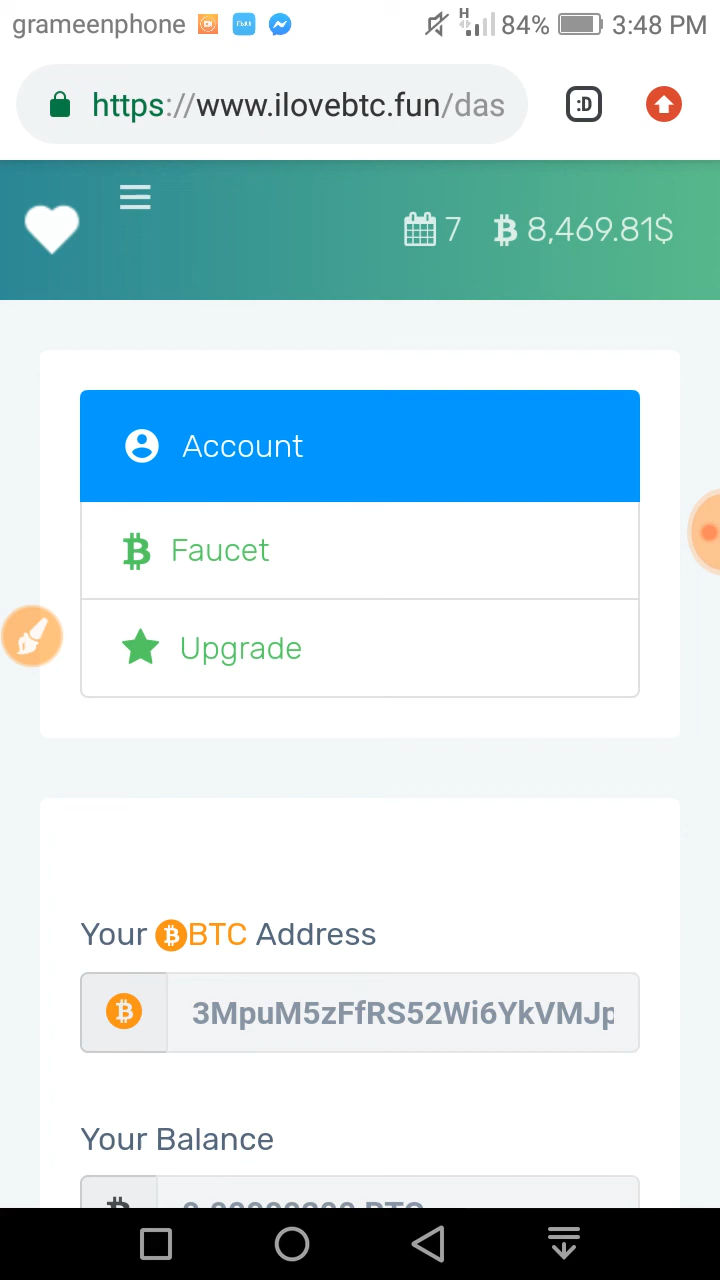 grameenphone 84% 3:48 PM
https://www.ilovebtc.fun/das :D
7 8,469.81$
Account
Faucet
Upgrade
Your BTC Address
3MpuM5zFfRS52Wi6YkVMJp
Your Balance